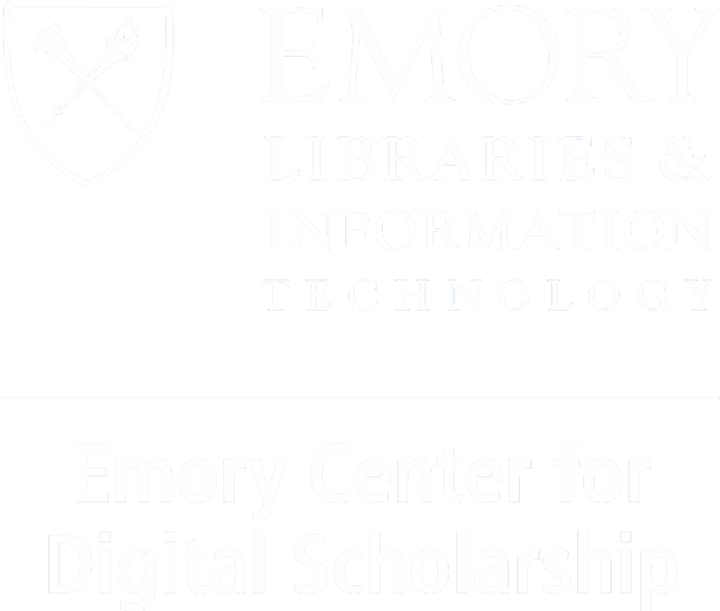 EMORY
LIBRARIES &
INFORMATION
TECHNOLOGY
Emory Center for
Digital Scholarship